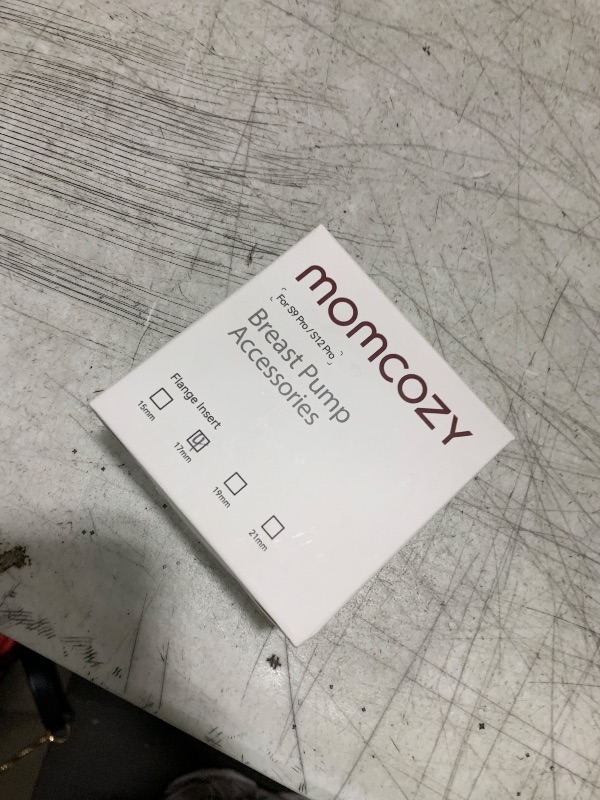 momcozy
For S9 Pro / S12 Pro
Breast Pump
Accessories
Flange Insert
15mm
17mm
19mm
21mm